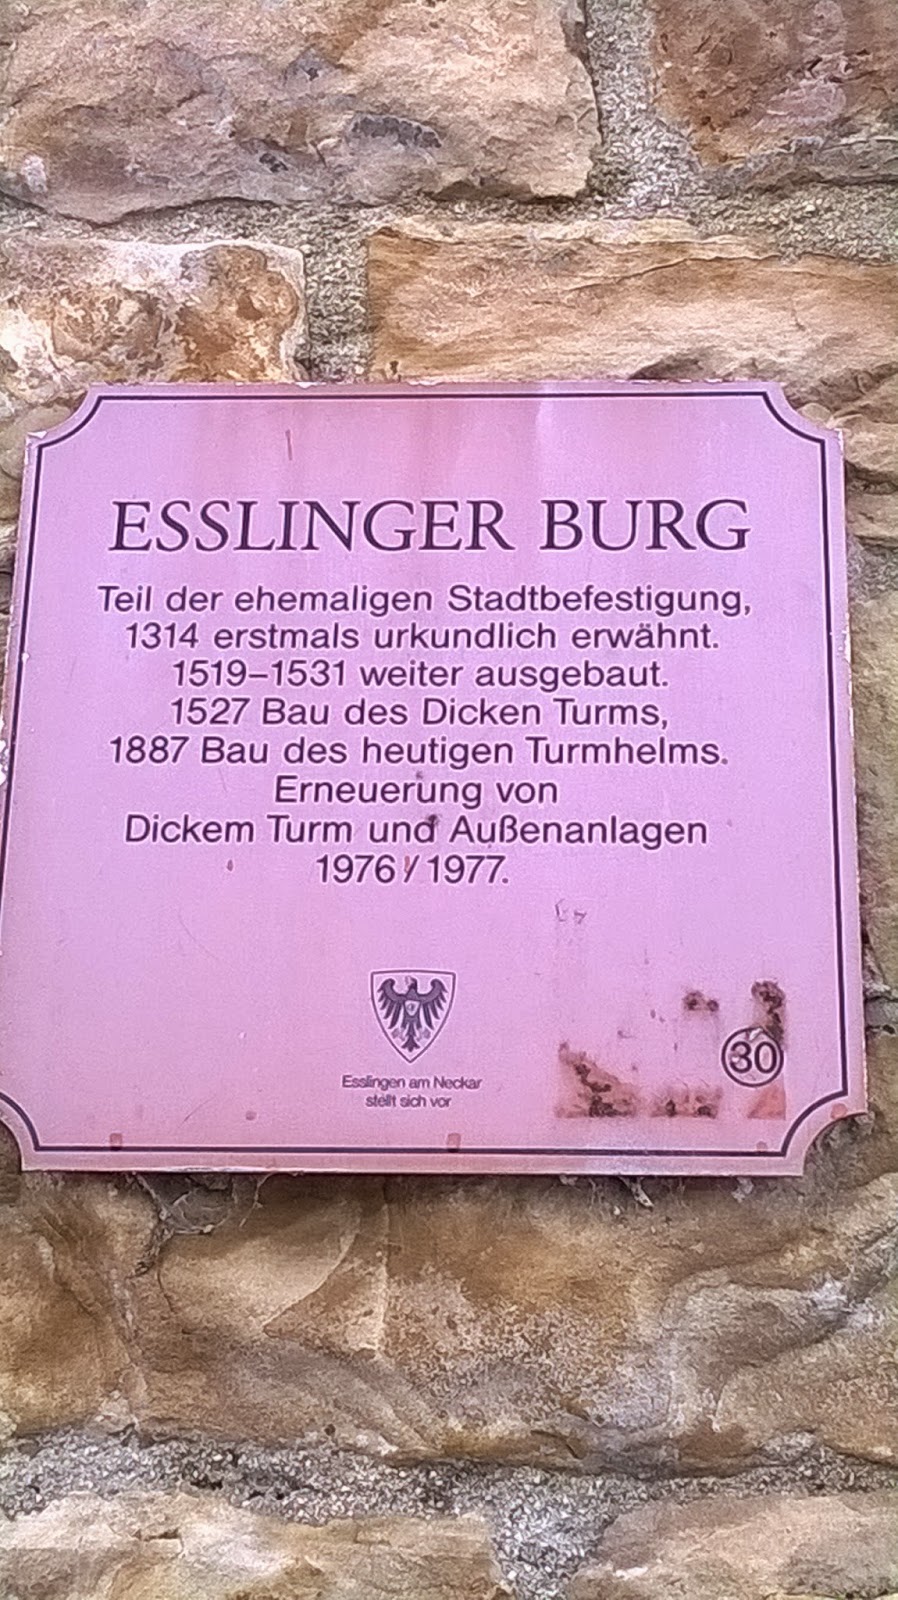 ESSLINGER BURG
Teil der ehemaligen Stadtbefestigung,
1314 erstmals urkundlich erwähnt.
1519–1531 weiter ausgebaut.
1527 Bau des Dicken Turms,
1887 Bau des heutigen Turmhelms.
Erneuerung von
Dickem Turm und Außenanlagen
1976/1977.
Esslingen am Neckar
stellt sich vor
30